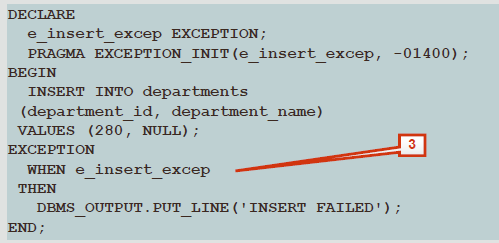 DECLARE
e_insert_excep EXCEPTION;
PRAGMA EXCEPTION_INIT(e_insert_excep, -01400);
BEGIN
INSERT INTO departments
(department_id, department_name)
VALUES (280, NULL);
EXCEPTION
WHEN e_insert_excep
3
THEN
DBMS_OUTPUT.PUT_LINE('INSERT FAILED');
END;